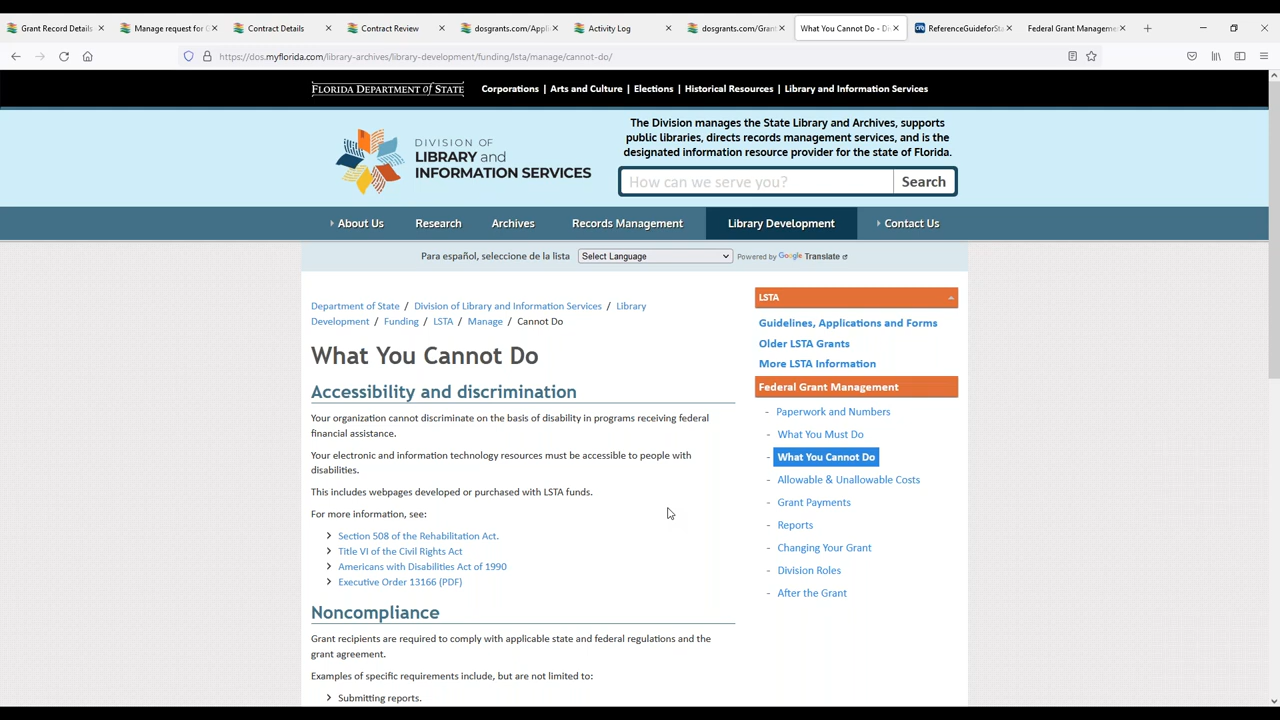 Grant Record Details
Manage request for G
Contract Details
Contract Review
dosgrants.com/Appli
Activity Log
dosgrants.com/Grant
What You Cannot Do - Di
ReferenceGuideforSta
Federal Grant Manageme
https://dos.myflorida.com/library-archives/library-development/funding/lsta/manage/cannot-do/
FLORIDA DEPARTMENT of STATE
Corporations | Arts and Culture | Elections | Historical Resources | Library and Information Services
DIVISION OF
LIBRARY and
INFORMATION SERVICES
The Division manages the State Library and Archives, supports
public libraries, directs records management services, and is the
designated information resource provider for the state of Florida.
How can we serve you?
Search
About Us
Research
Archives
Records Management
Library Development
Contact Us
Para español, seleccione de la lista
Select Language
Powered by Google Translate
Department of State / Division of Library and Information Services / Library
Development / Funding / LSTA / Manage / Cannot Do
What You Cannot Do
Accessibility and discrimination
Your organization cannot discriminate on the basis of disability in programs receiving federal
financial assistance.
Your electronic and information technology resources must be accessible to people with
disabilities.
This includes webpages developed or purchased with LSTA funds.
For more information, see:
Section 508 of the Rehabilitation Act.
Title VI of the Civil Rights Act
Americans with Disabilities Act of 1990
Executive Order 13166 (PDF)
Noncompliance
Grant recipients are required to comply with applicable state and federal regulations and the
grant agreement.
Examples of specific requirements include, but are not limited to:
Submitting reports.
LSTA
Guidelines, Applications and Forms
Older LSTA Grants
More LSTA Information
Federal Grant Management
- Paperwork and Numbers
- What You Must Do
- What You Cannot Do
- Allowable & Unallowable Costs
- Grant Payments
- Reports
- Changing Your Grant
- Division Roles
- After the Grant